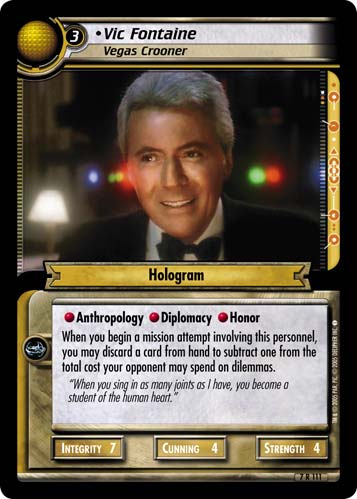 3
•Vic Fontaine
Vegas Crooner
Hologram
Anthropology Diplomacy Honor
When you begin a mission attempt involving this personnel,
you may discard a card from hand to subtract one from the
total cost your opponent may spend on dilemmas.
"When you sing in as many joints as I have, you become a
student of the human heart."
INTEGRITY 7 CUNNING 4 STRENGTH 4
7 R 111